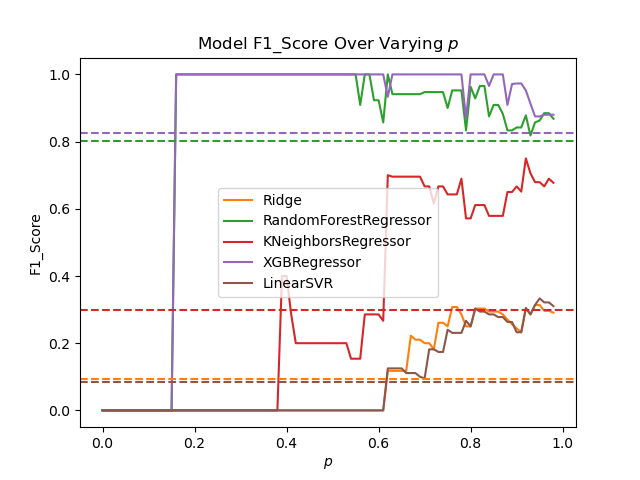 Model F1_Score Over Varying p
F1_Score
1.0
0.8
0.6
0.4
0.2
0.0
Ridge
RandomForestRegressor
KNeighborsRegressor
XGBRegressor
LinearSVR
0.0 0.2 0.4 0.6 0.8 1.0
p